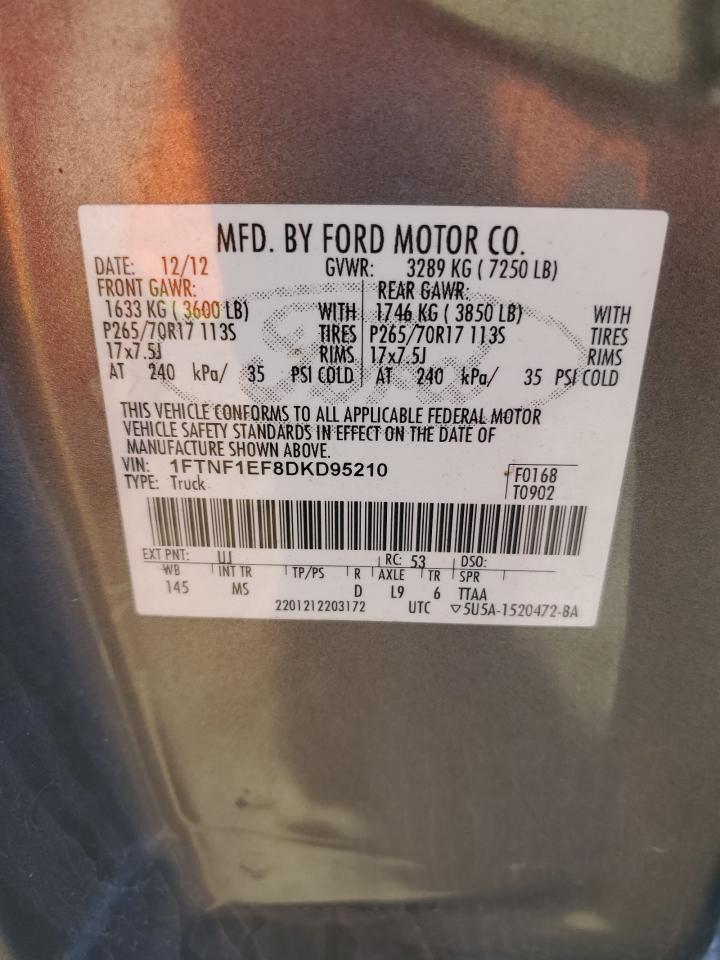 MFD. BY FORD MOTOR CO.
DATE: 12/12 GVWR: 3289 KG ( 7250 LB)
FRONT GAWR: REAR GAWR:
1633 KG ( 3600 LB) WITH 1746 KG ( 3850 LB) WITH
P265/70R17 113S TIRES P265/70R17 113S TIRES
17x7.5J RIMS 17x7.5J RIMS
AT 240 kPa/ 35 PSI COLD AT 240 kPa/ 35 PSI COLD
THIS VEHICLE CONFORMS TO ALL APPLICABLE FEDERAL MOTOR
VEHICLE SAFETY STANDARDS IN EFFECT ON THE DATE OF
MANUFACTURE SHOWN ABOVE.
VIN: 1FTNF1EF8DKD95210 F0168
TYPE: Truck T0902
EXT PNT: UJ RC: 53 DSO:
WB INT TR TP/PS R AXLE TR SPR
145 MS D L9 6 TTAA
2201212203172 UTC ▽5U5A-1520472-BA